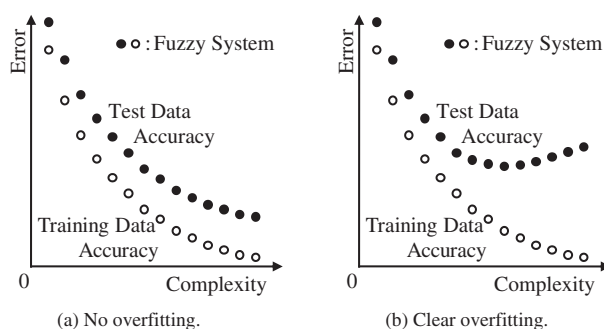 Error
: Fuzzy System
Test Data
Accuracy
Training Data
Accuracy
0
Complexity
(a) No overfitting.
Error
: Fuzzy System
Test Data
Accuracy
Training Data
Accuracy
0
Complexity
(b) Clear overfitting.